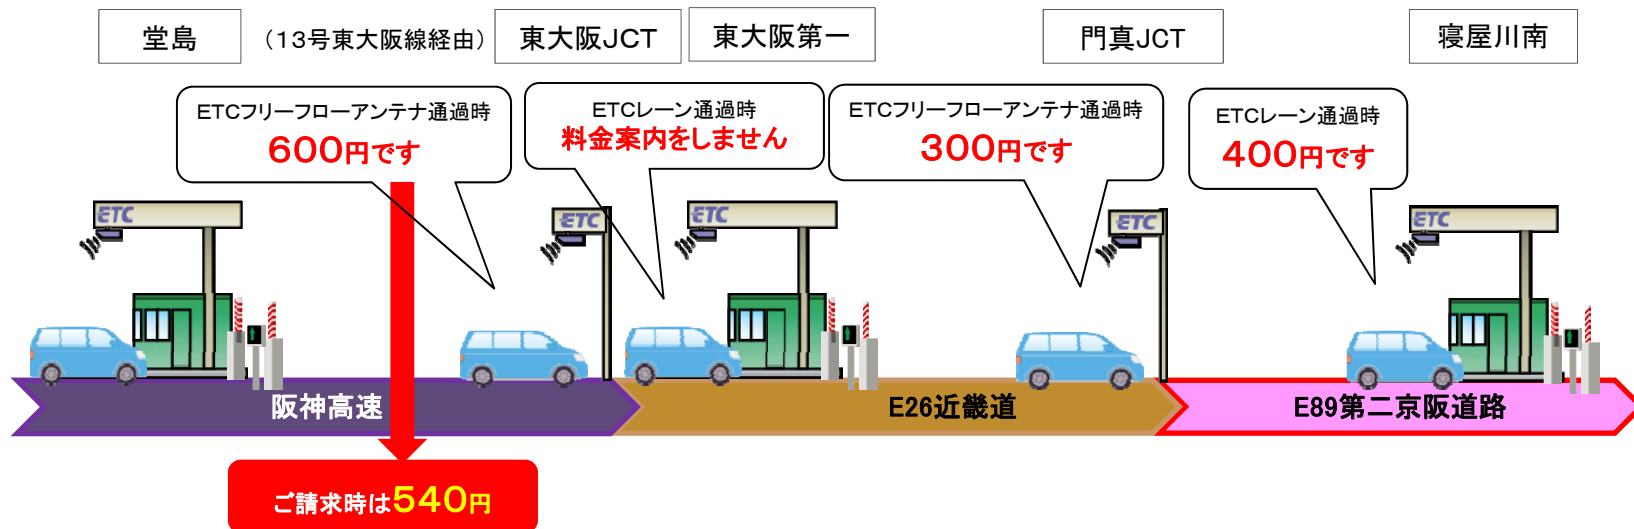 堂島
(13号東大阪線経由)
東大阪JCT
東大阪第一
門真JCT
寝屋川南
ETCフリーフローアンテナ通過時
600円です
ETCレーン通過時
料金案内をしません
ETCフリーフローアンテナ通過時
300円です
ETCレーン通過時
400円です
ETC
ETC
ETC
ETC
ETC
阪神高速
E26近畿道
E89第二京阪道路
ご請求時は540円